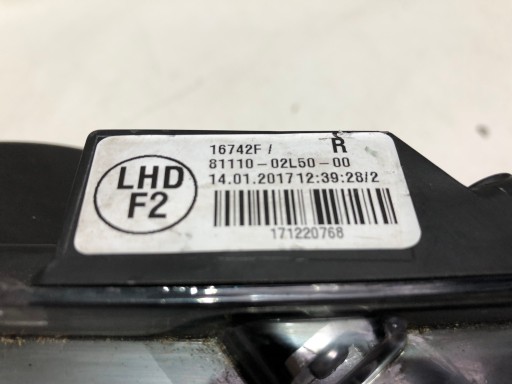 16742F / R
81110-02L50-00
LHD
F2
14.01.2017 12:39:28/2
171220768